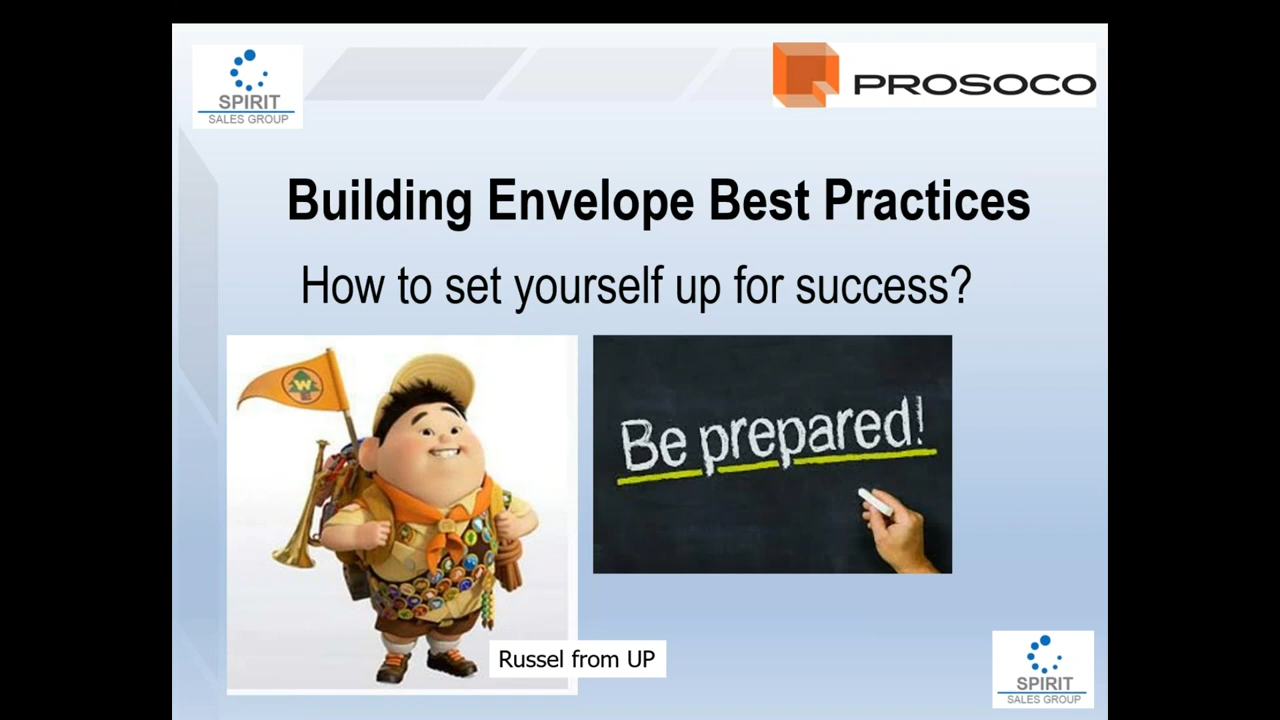 SPIRIT
SALES GROUP
PROSOCO
Building Envelope Best Practices
How to set yourself up for success?
W
Be prepared!
Russel from UP
SPIRIT
SALES GROUP